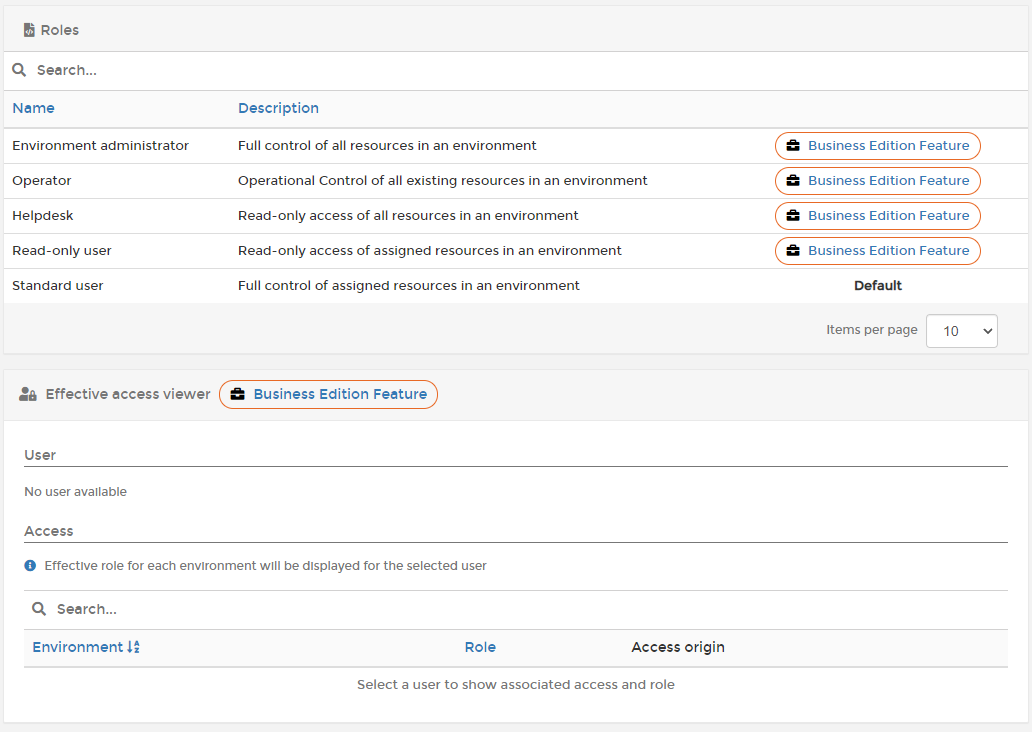 Roles
Search...
Name Description
Environment administrator Full control of all resources in an environment Business Edition Feature
Operator Operational Control of all existing resources in an environment Business Edition Feature
Helpdesk Read-only access of all resources in an environment Business Edition Feature
Read-only user Read-only access of assigned resources in an environment Business Edition Feature
Standard user Full control of assigned resources in an environment Default
Items per page 10
Effective access viewer Business Edition Feature
User
No user available
Access
Effective role for each environment will be displayed for the selected user
Search...
Environment Role Access origin
Select a user to show associated access and role